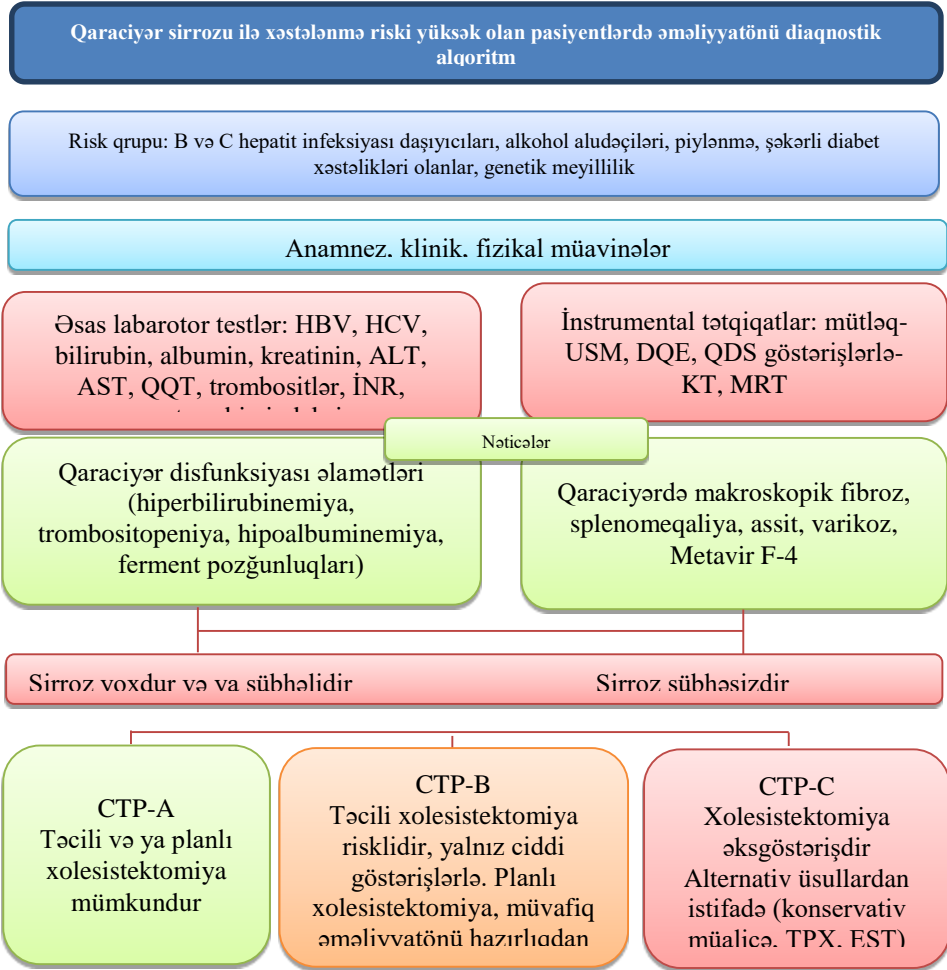 Qaraciyər sirrozu ilə xəstələnmə riski yüksək olan pasiyentlərdə əməliyyatönü diaqnostik
alqoritm
Risk qrupu: B və C hepatit infeksiyası daşıyıcıları, alkohol aludəçiləri, piylənmə, şəkərli diabet
xəstəlikləri olanlar, genetik meyillilik
Anamnez, klinik, fizikal müavinələr
Əsas labarotor testlər: HBV, HCV,
bilirubin, albumin, kreatinin, ALT,
AST, QQT, trombositlər, İNR,
İnstrumental tətqiqatlar: mütləq-
USM, DQE, QDS göstərişlərlə-
KT, MRT
Nəticələr
Qaraciyər disfunksiyası əlamətləri
(hiperbilirubinemiya,
trombositopeniya, hipoalbuminemiya,
ferment pozğunluqları)
Qaraciyərdə makroskopik fibroz,
splenomeqaliya, assit, varikoz,
Metavir F-4
Sirroz yoxdur və ya şübhəlidir
Sirroz şübhəsizdir
CTP-A
Təcili və ya planlı
xolesistektomiya
mümkundur
CTP-B
Təcili xolesistektomiya
risklidir, yalnız ciddi
göstərişlərlə. Planlı
xolesistektomiya, müvafiq
əməliyyatönü hazırlıqdan
CTP-C
Xolesistektomiya
əksgöstərişdir
Alternativ üsullardan
istifadə (konservativ
müalicə, TPX, EST)